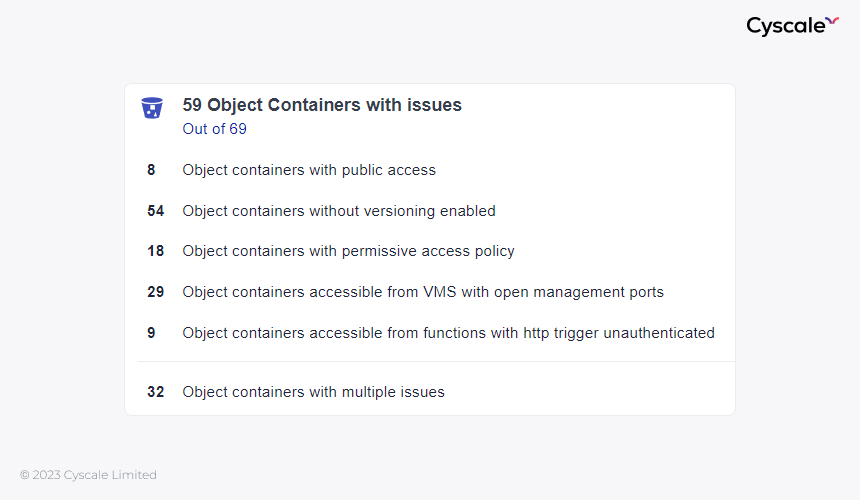 Cyscale
59 Object Containers with issues
Out of 69
8 Object containers with public access
54 Object containers without versioning enabled
18 Object containers with permissive access policy
29 Object containers accessible from VMS with open management ports
9 Object containers accessible from functions with http trigger unauthenticated
32 Object containers with multiple issues
© 2023 Cyscale Limited